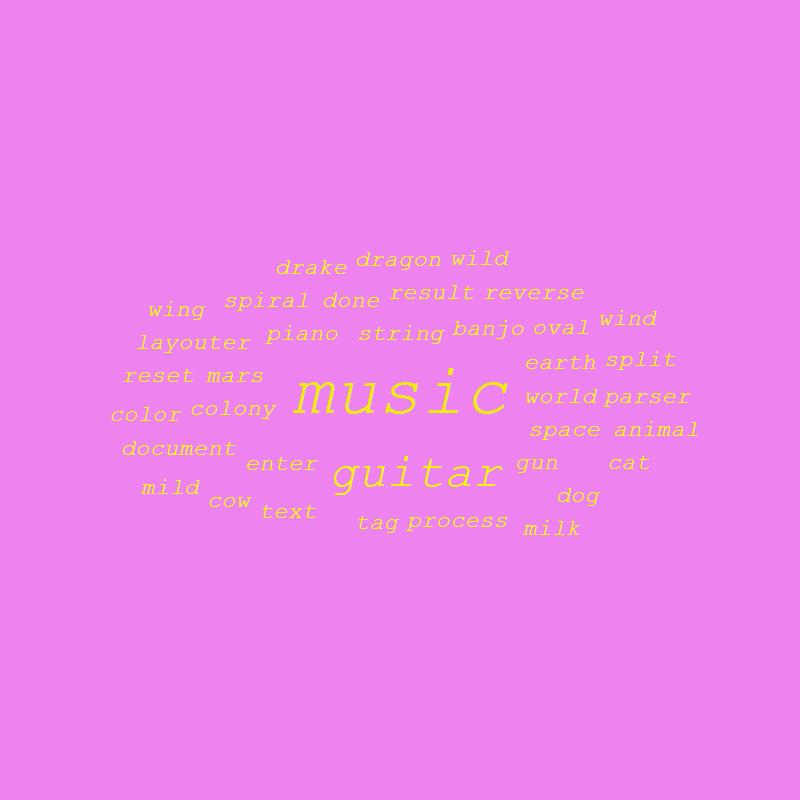 drake dragon wild
wing spiral done result reverse
layouter piano string banjo oval wind
reset mars music earth split
color colony world parser
document space animal
enter guitar gun cat
mild cow text dog
tag process milk